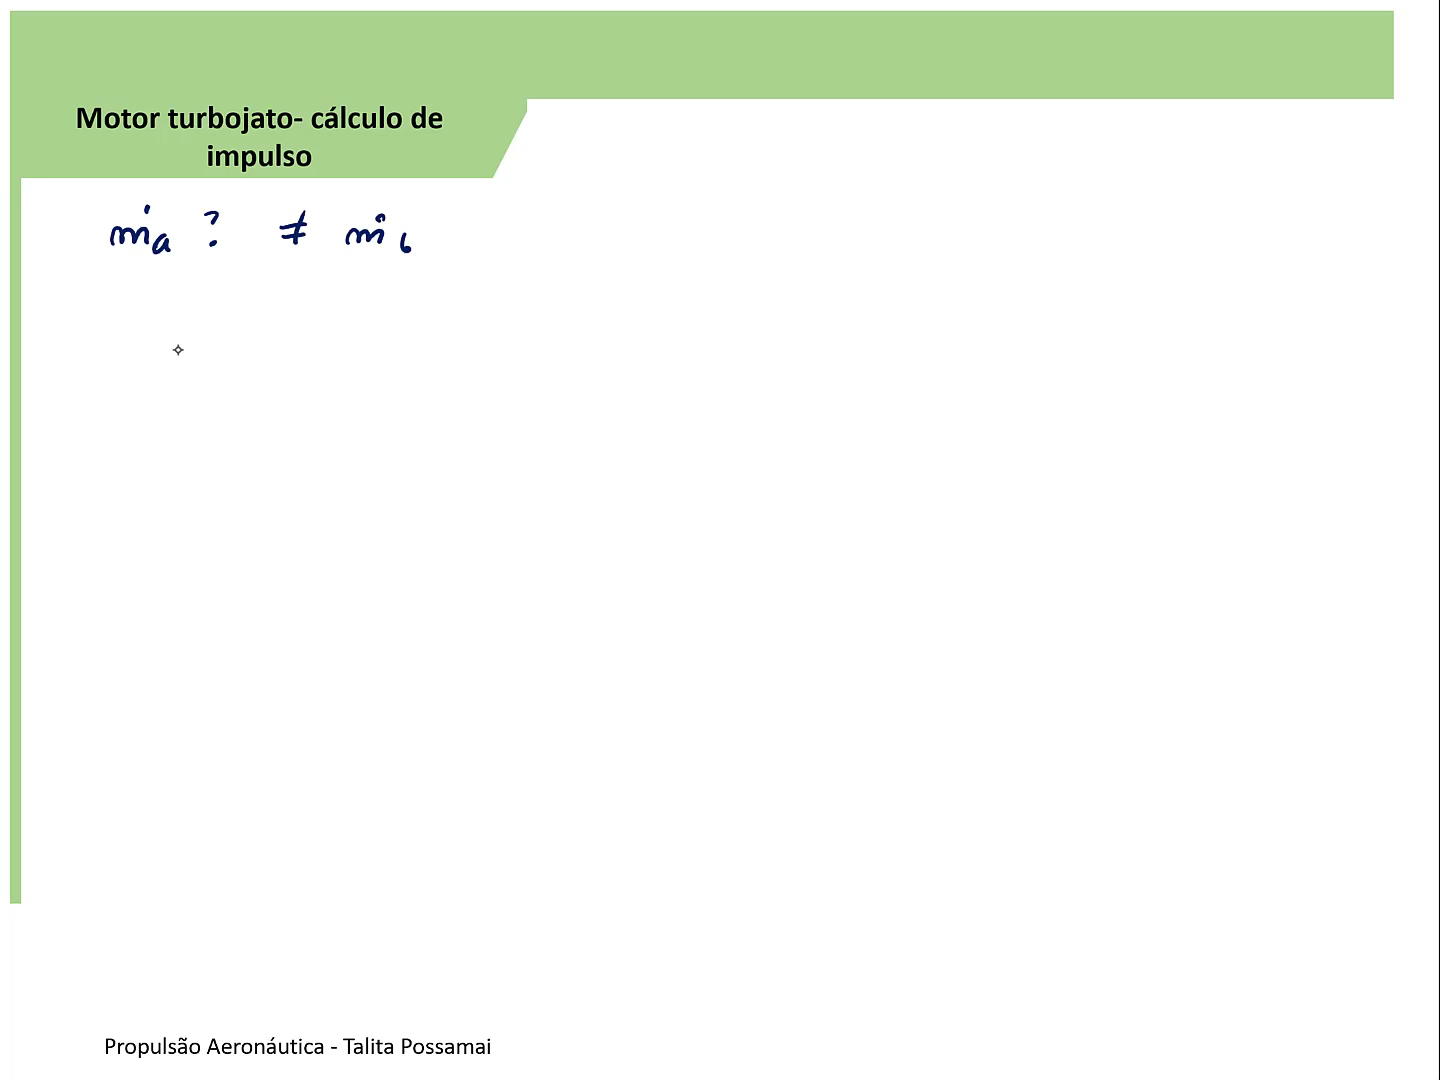 Motor turbojato- cálculo de
impulso
ṁₐ ? ≠ ṁ₆
Propulsão Aeronáutica - Talita Possamai